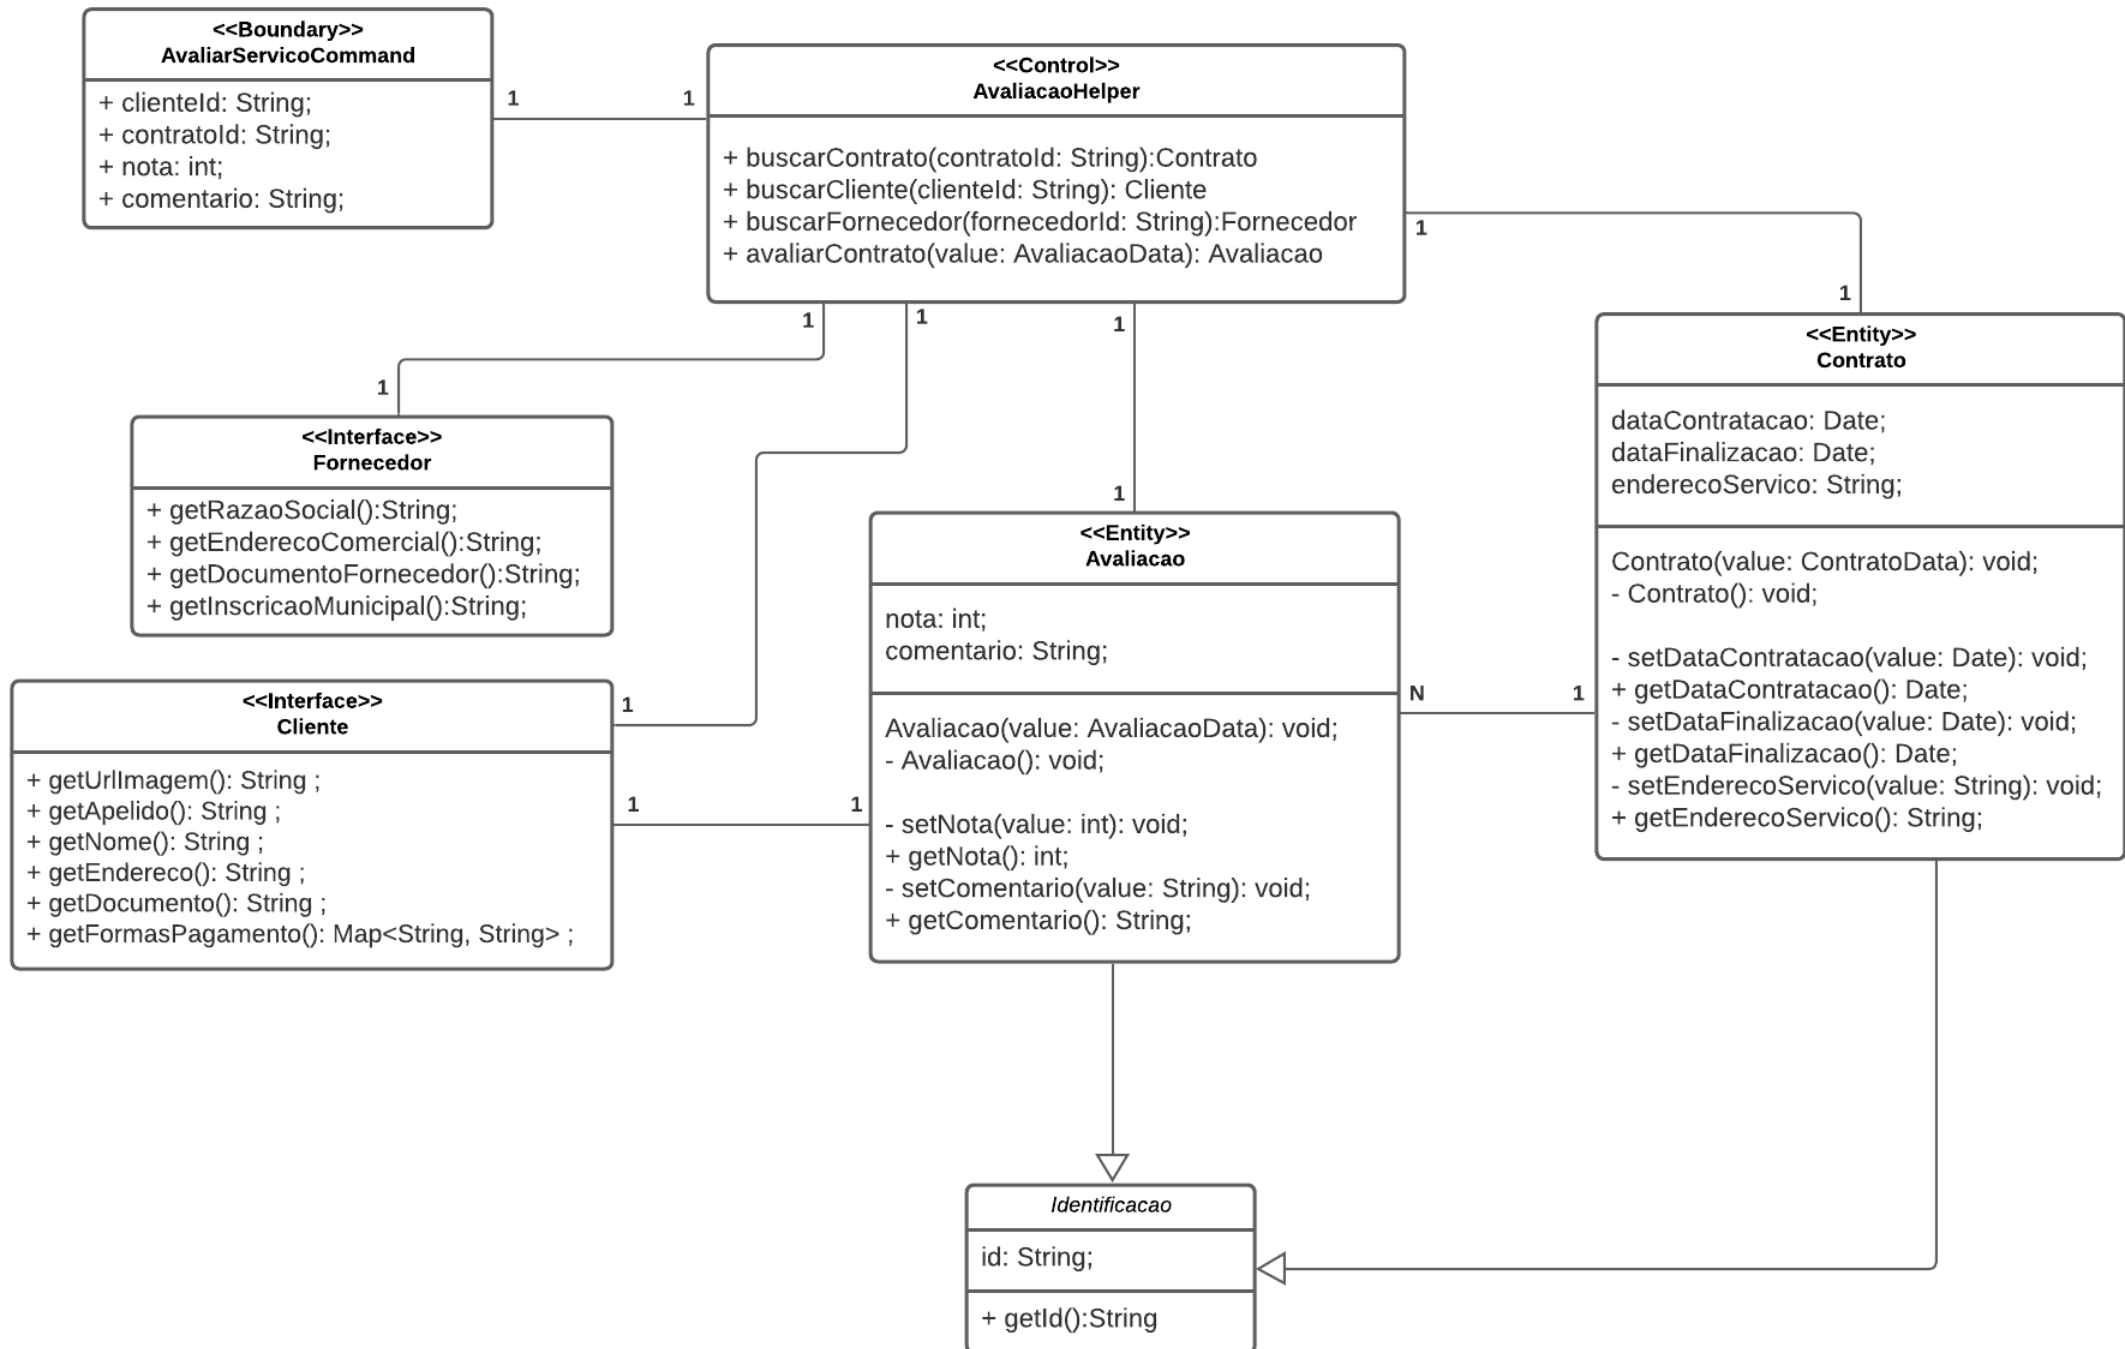 <<Boundary>>
AvaliarServicoCommand
+ clienteId: String;
+ contratoId: String;
+ nota: int;
+ comentario: String;
1
1
<<Control>>
AvaliacaoHelper
+ buscarContrato(contratoId: String):Contrato
+ buscarCliente(clienteId: String): Cliente
+ buscarFornecedor(fornecedorId: String):Fornecedor
+ avaliarContrato(value: AvaliacaoData): Avaliacao
1
1
1
1
1
1
1
1
<<Interface>>
Fornecedor
+ getRazaoSocial():String;
+ getEnderecoComercial():String;
+ getDocumentoFornecedor():String;
+ getInscricaoMunicipal():String;
<<Interface>>
Cliente
+ getUrlImagem(): String ;
+ getApelido(): String ;
+ getNome(): String ;
+ getEndereco(): String ;
+ getDocumento(): String ;
+ getFormasPagamento(): Map<String, String> ;
1
1
<<Entity>>
Avaliacao
nota: int;
comentario: String;
Avaliacao(value: AvaliacaoData): void;
- Avaliacao(): void;
- setNota(value: int): void;
+ getNota(): int;
- setComentario(value: String): void;
+ getComentario(): String;
N
1
<<Entity>>
Contrato
dataContratacao: Date;
dataFinalizacao: Date;
enderecoServico: String;
Contrato(value: ContratoData): void;
- Contrato(): void;
- setDataContratacao(value: Date): void;
+ getDataContratacao(): Date;
- setDataFinalizacao(value: Date): void;
+ getDataFinalizacao(): Date;
- setEnderecoServico(value: String): void;
+ getEnderecoServico(): String;
Identificacao
id: String;
+ getId():String